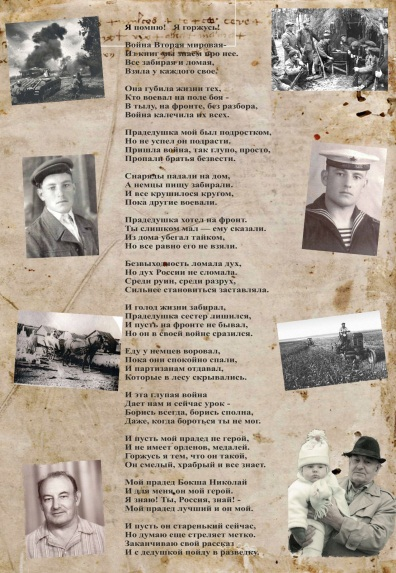 Я помню! Я горжусь!
Война Вторая мировая-
Из книг мы знаем про нее.
Все забирая и ломая,
Взяла у каждого свое.
Она губила жизни тех,
Кто воевал на поле боя -
В тылу, на фронте, без разбора,
Война калечила их всех.
Прадедушка мой был подростком,
Но не успел он подрасти.
Пришла война, так глупо, просто,
Пропали братья безвести.
Снаряды падали на дом,
А немцы пищу забирали.
И все крушилося кругом,
Пока другие воевали.
Прадедушка хотел на фронт.
Ты слишком мал — ему сказали.
Из дома убегал тайком,
Но все равно его не взяли.
Безвыходность ломала дух,
Но дух России не сломала.
Среди руин, среди разрух,
Сильнее становиться заставляла.
И голод жизни забирал,
Прадедушка сестер лишился,
И пусть на фронте не бывал,
Но он в своей войне сразился.
Еду у немцев воровал,
Пока они спокойно спали,
И партизанам отдавал,
Которые в лесу скрывались.
И эта глупая война
Дает нам и сейчас урок -
Борись всегда, борись сполна,
Даже, когда бороться ты не мог.
И пусть мой прадед не герой,
И не имеет орденов, медалей.
Горжусь я тем, что он такой,
Он смелый, храбрый и все знает.
Мой прадед Бокша Николай
И для меня он мой герой.
Я знаю! Ты, Россия, знай! -
Мой прадед лучший и он мой.
И пусть он старенький сейчас,
Но думаю еще стреляет метко.
Заканчиваю свой рассказ
И с дедушкой пойду в разведку.